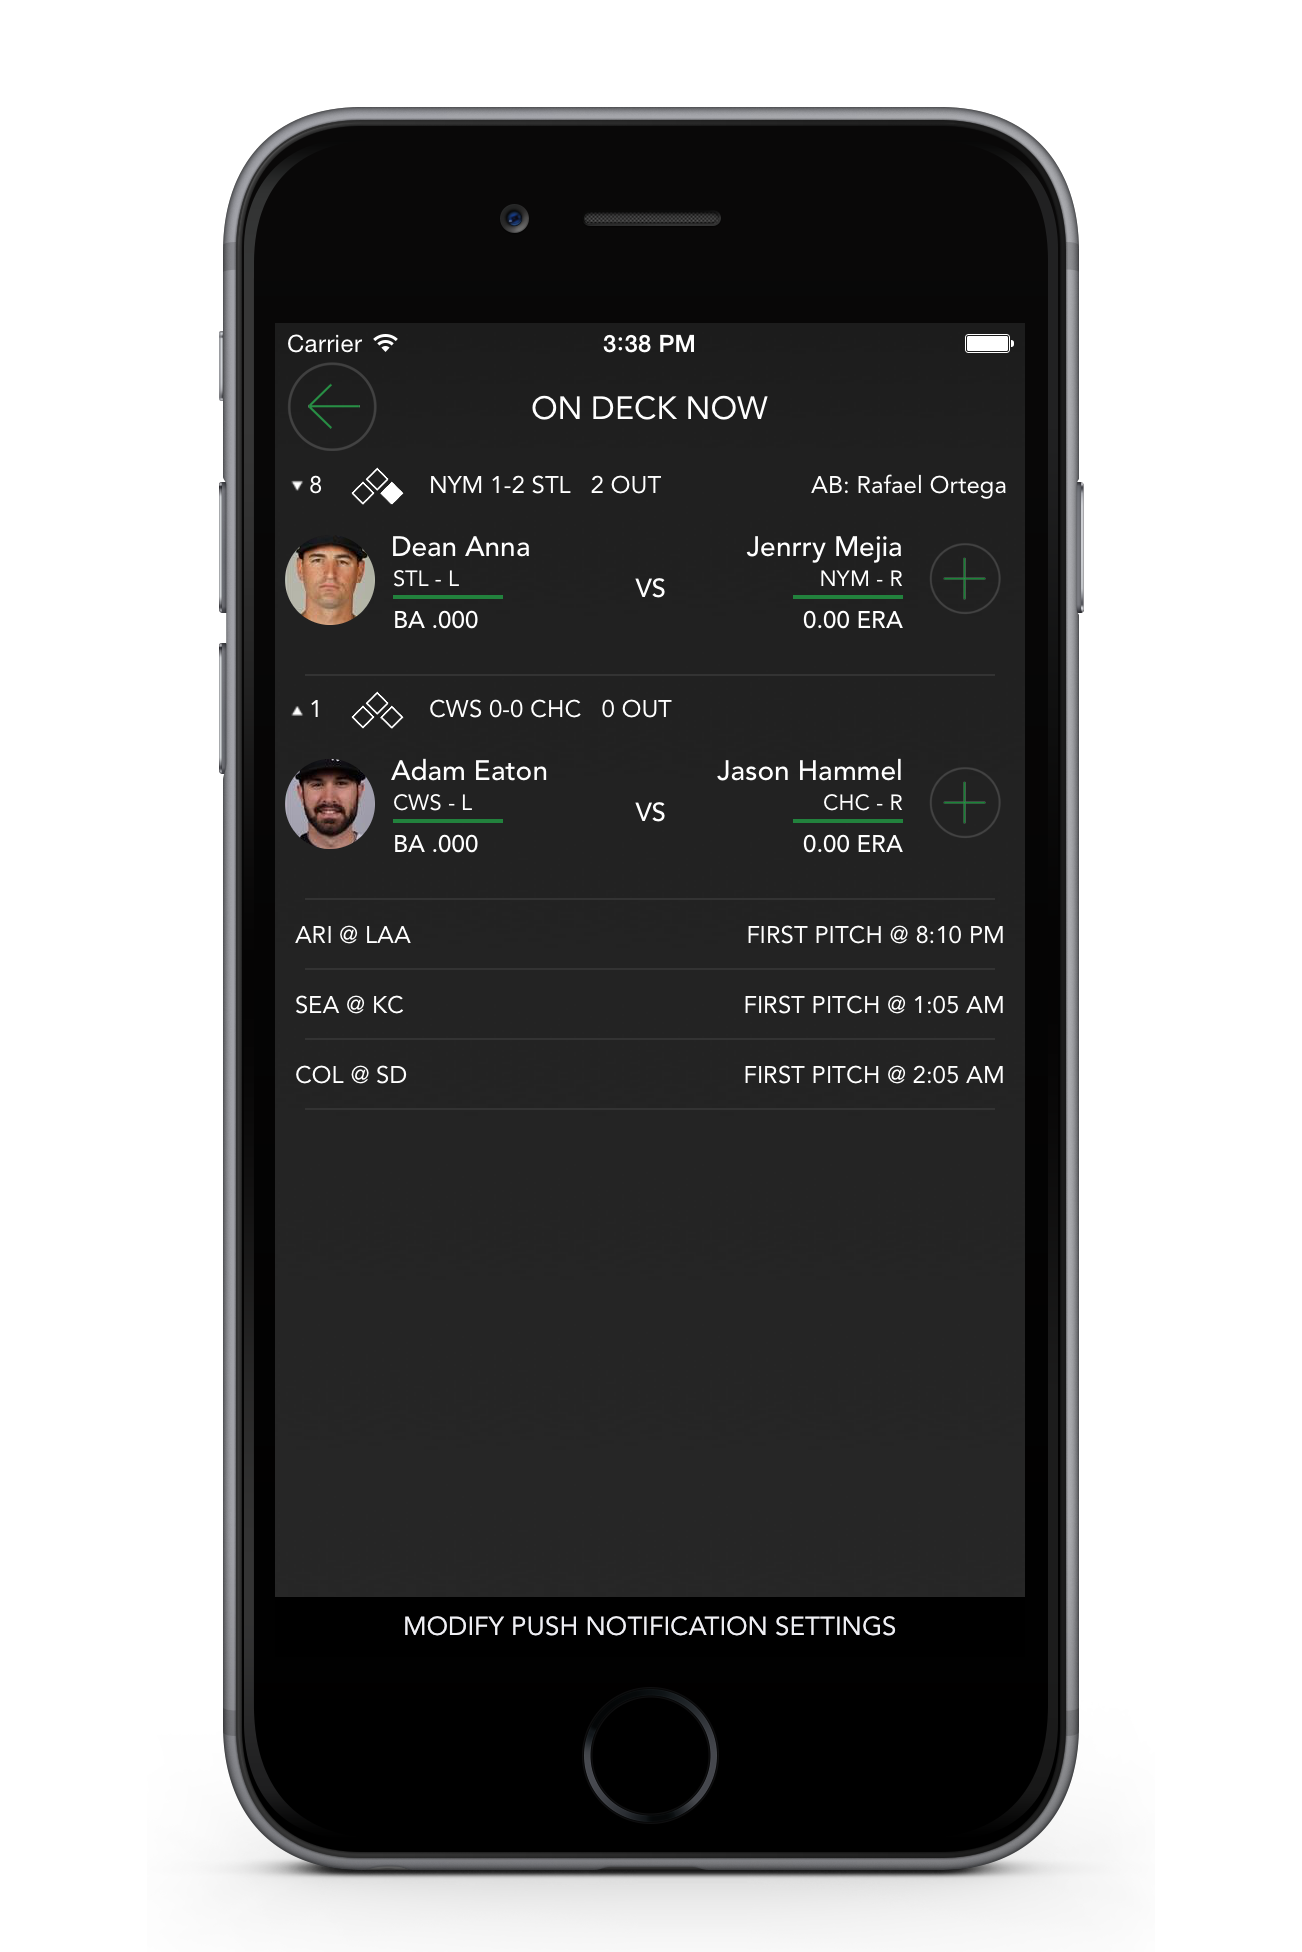 Carrier 3:38 PM
ON DECK NOW
▼ 8 NYM 1-2 STL 2 OUT AB: Rafael Ortega
Dean Anna Jenrry Mejia
STL - L VS NYM - R
BA .000 0.00 ERA
▲ 1 CWS 0-0 CHC 0 OUT
Adam Eaton Jason Hammel
CWS - L VS CHC - R
BA .000 0.00 ERA
ARI @ LAA FIRST PITCH @ 8:10 PM
SEA @ KC FIRST PITCH @ 1:05 AM
COL @ SD FIRST PITCH @ 2:05 AM
MODIFY PUSH NOTIFICATION SETTINGS